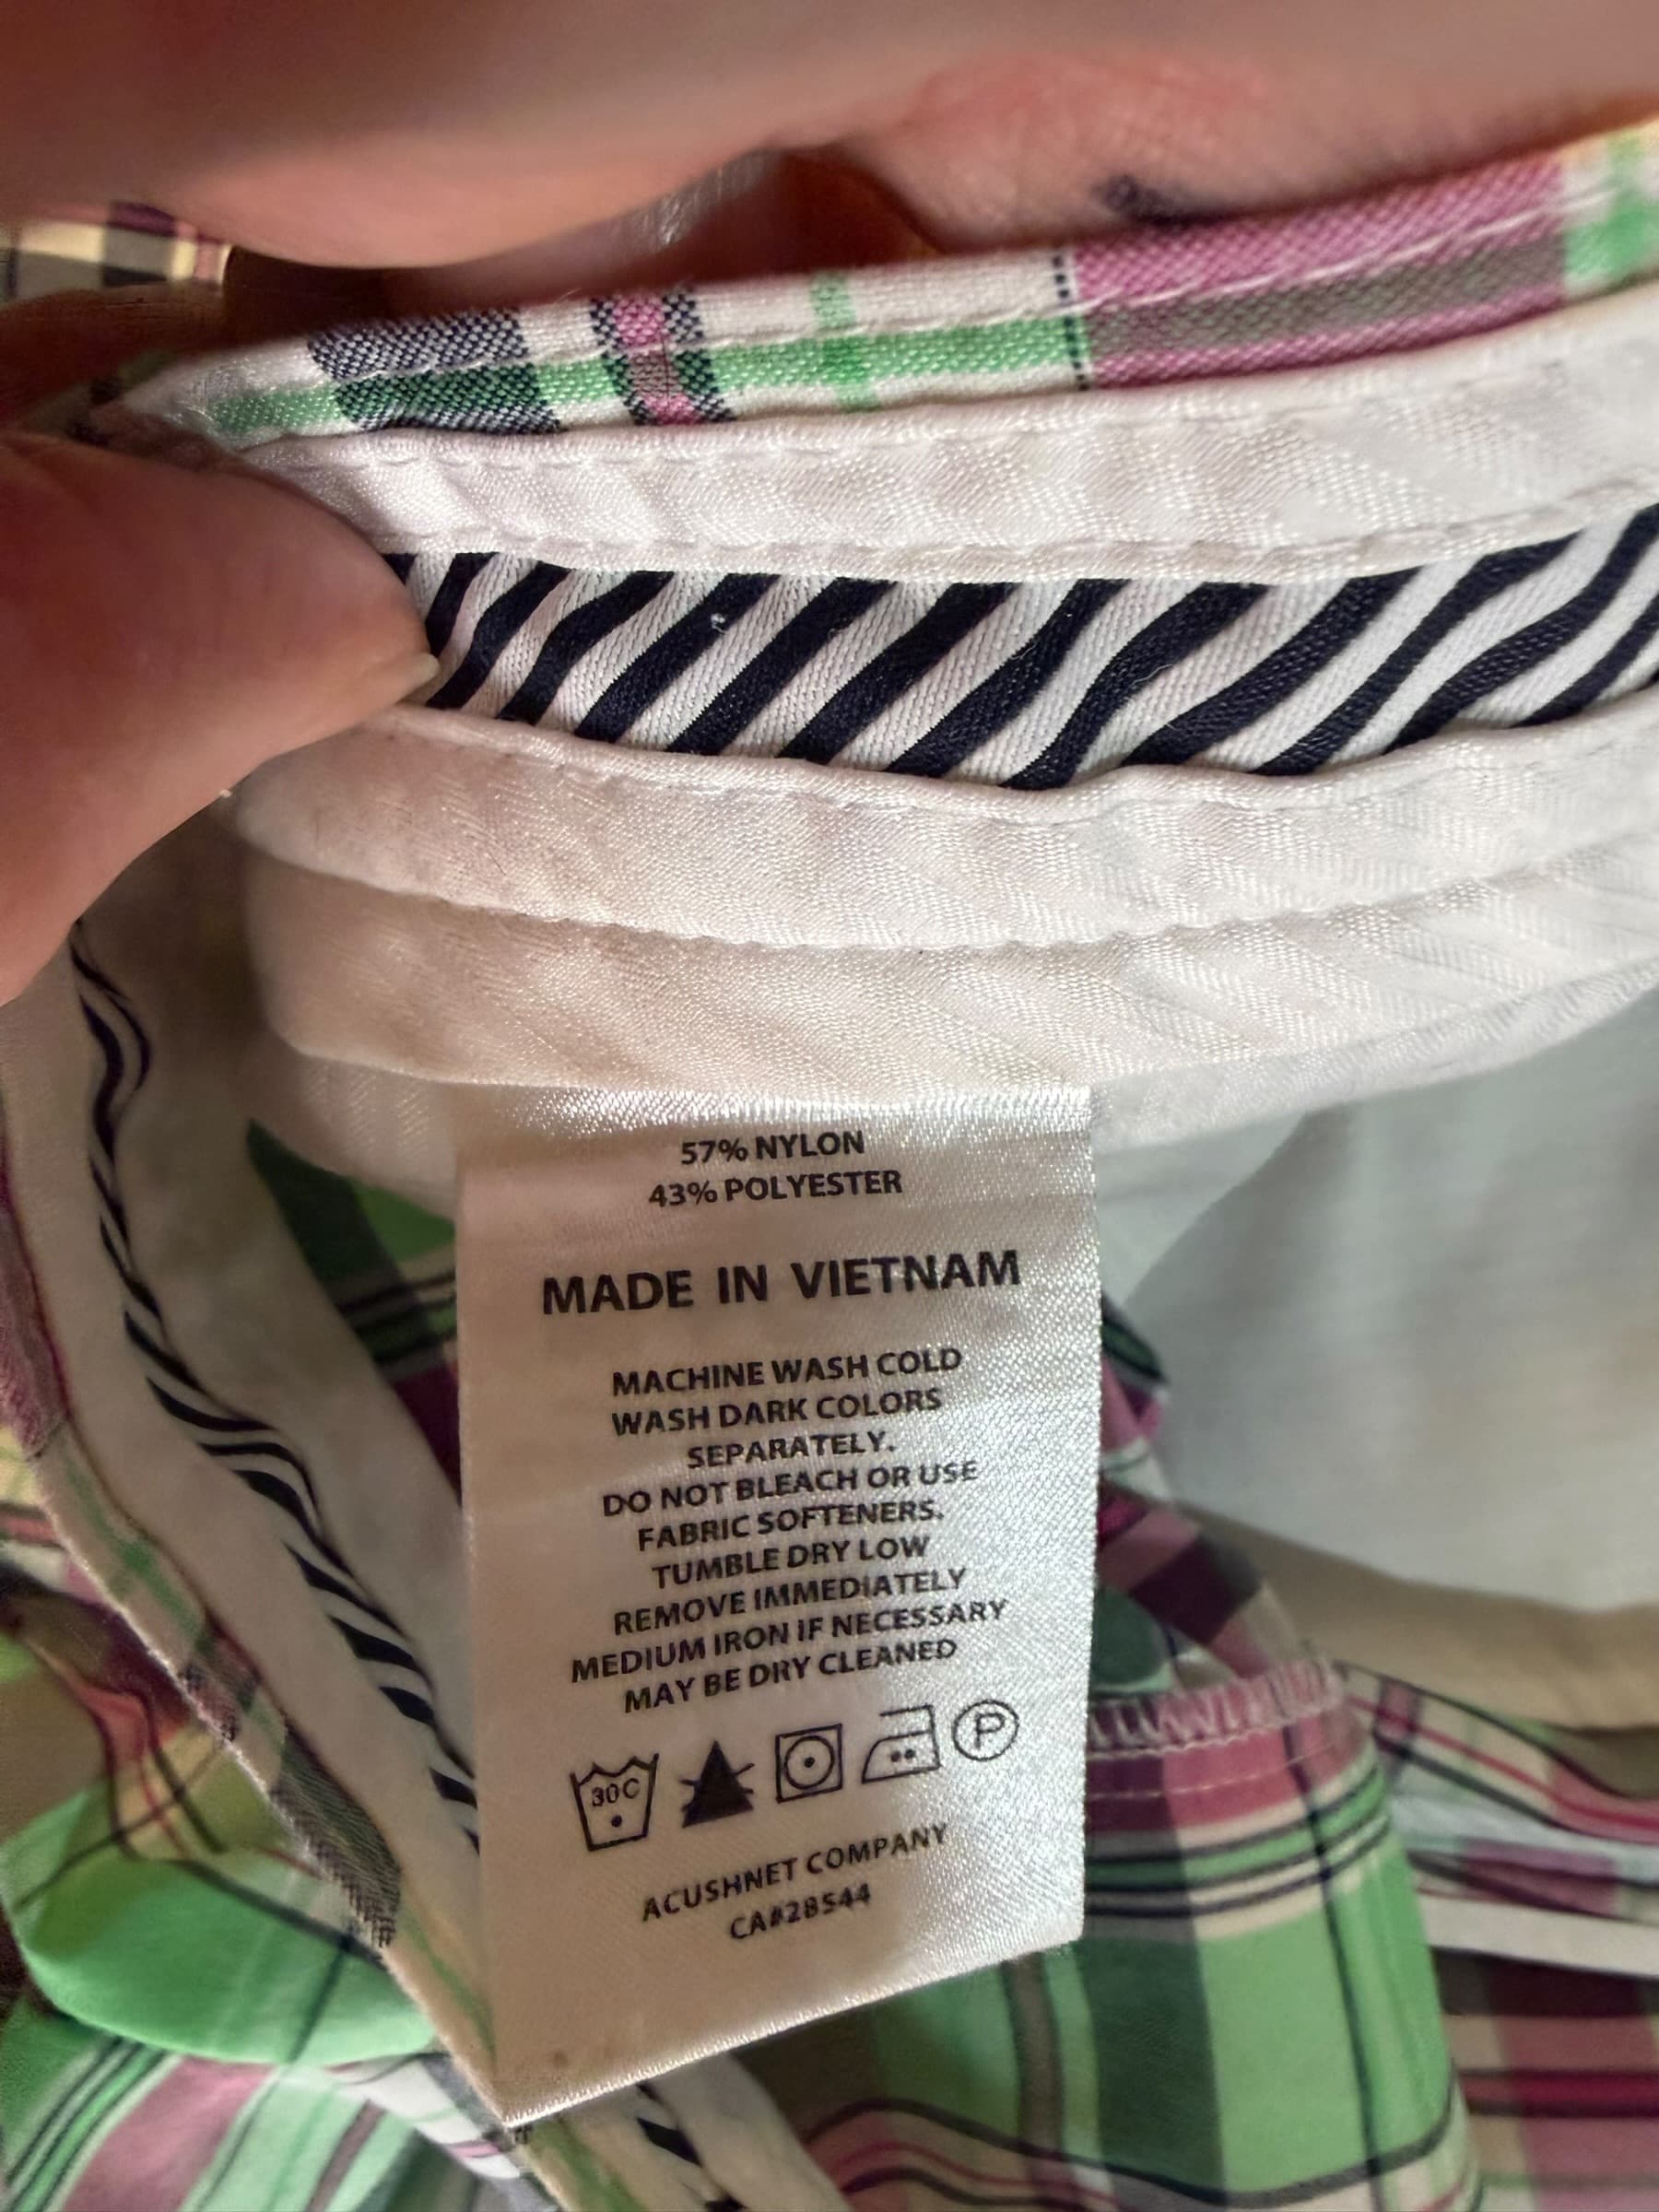 57% NYLON
43% POLYESTER
MADE IN VIETNAM
MACHINE WASH COLD
WASH DARK COLORS
SEPARATELY.
DO NOT BLEACH OR USE
FABRIC SOFTENERS.
TUMBLE DRY LOW
REMOVE IMMEDIATELY
MEDIUM IRON IF NECESSARY
MAY BE DRY CLEANED
30C P
ACUSHNET COMPANY
CA#28544